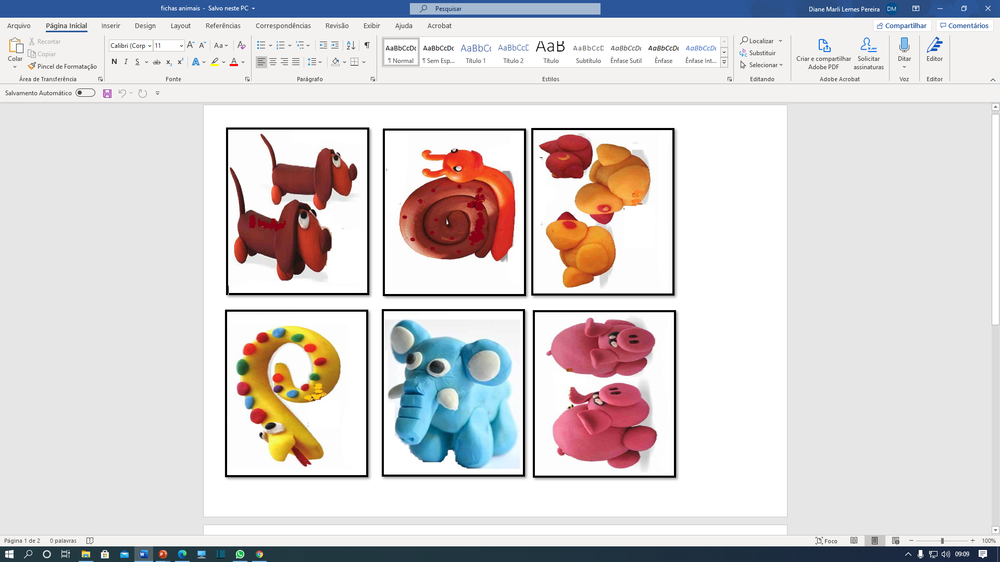 fichas animais - Salvo neste PC
Pesquisar
Diane Marli Lemes Pereira DM
Arquivo Página Inicial Inserir Design Layout Referências Correspondências Revisão Exibir Ajuda Acrobat
Compartilhar Comentários
Colar
Recortar
Copiar
Pincel de Formatação
Área de Transferência
Calibri (Corp 11
A A Aa A
N I S ab x₂ x² A A
Fonte
Parágrafo
AaBbCcDc AaBbCcDc AaBbCc AaBbCcD AaB AaBbCcD AaBbCcDc AaBbCcDc AaBbCcDc
¶ Normal ¶ Sem Esp... Título 1 Título 2 Título Subtítulo Ênfase Sutil Ênfase Ênfase Int...
Estilos
Localizar
Substituir
Selecionar
Editando
Criar e compartilhar Adobe PDF
Solicitar assinaturas
Adobe Acrobat
Ditar
Voz
Editor
Editor
Salvamento Automático
Página 1 de 2 0 palavras
Foco
100%
09:09